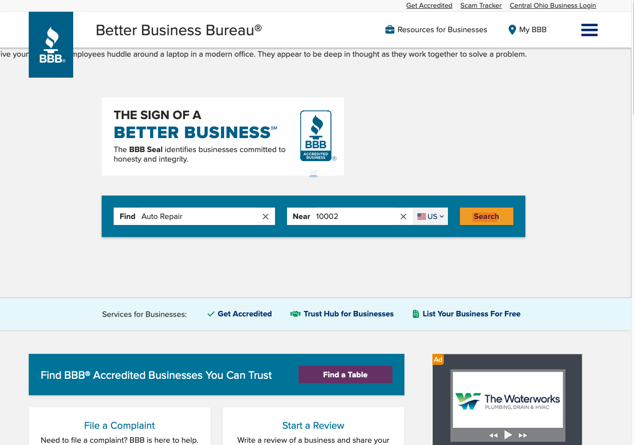 Get Accredited Scam Tracker Central Ohio Business Login
BBB®
Better Business Bureau®
Resources for Businesses My BBB
ive your employees huddle around a laptop in a modern office. They appear to be deep in thought as they work together to solve a problem.
THE SIGN OF A
BETTER BUSINESS℠
The BBB Seal identifies businesses committed to
honesty and integrity.
BBB
ACCREDITED
BUSINESS
®
Find Auto Repair Near 10002 US Search
Services for Businesses: Get Accredited Trust Hub for Businesses List Your Business For Free
Find BBB® Accredited Businesses You Can Trust Find a Table
File a Complaint
Need to file a complaint? BBB is here to help.
Start a Review
Write a review of a business and share your
Ad
The Waterworks
PLUMBING, DRAIN & HVAC